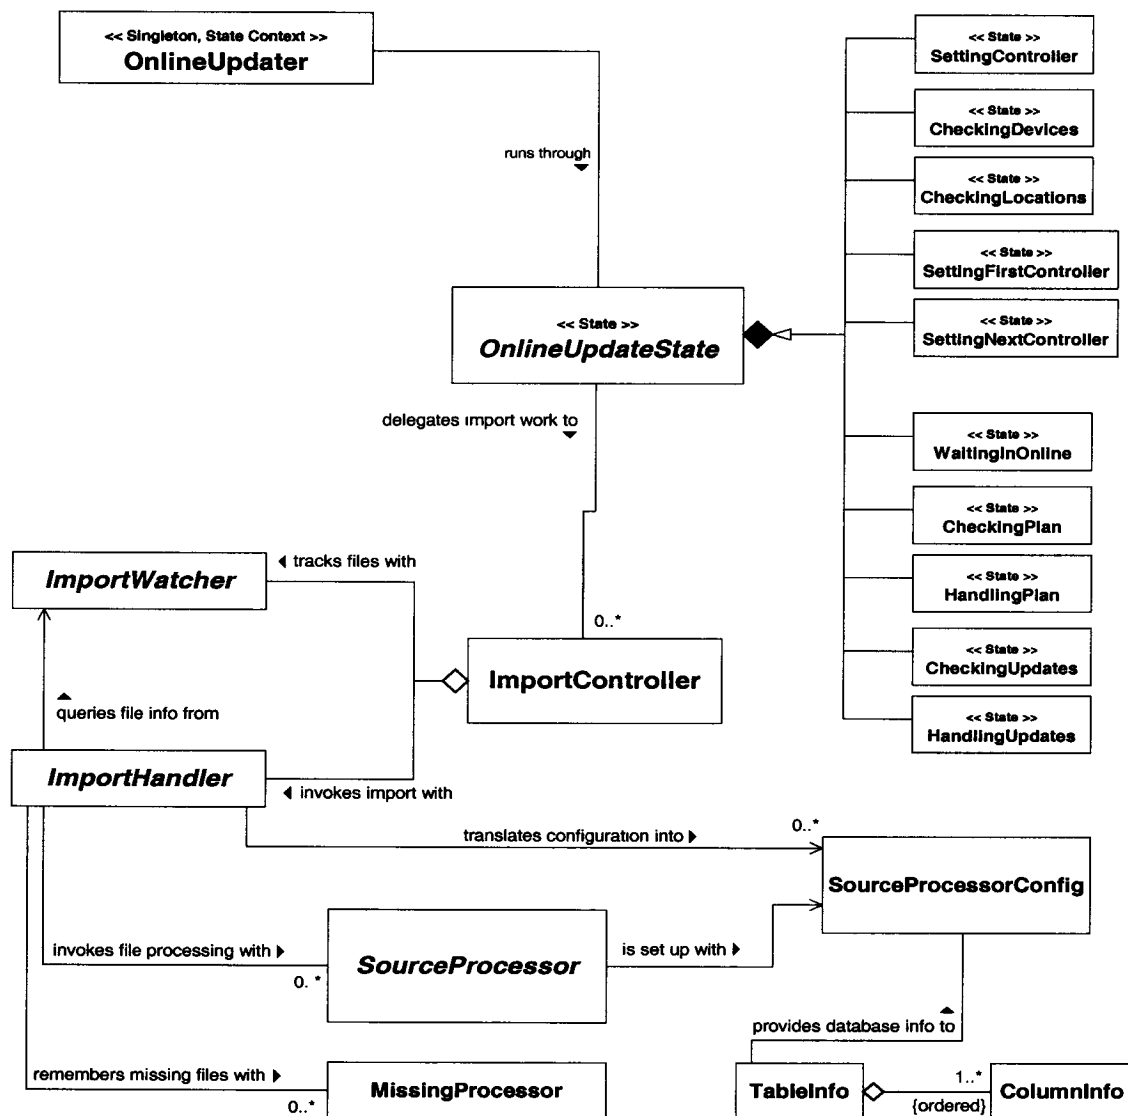 << Singleton, State Context >>
OnlineUpdater
<< State >>
SettingController
<< State >>
CheckingDevices
runs through
<< State >>
CheckingLocations
<< State >>
SettingFirstController
<< State >>
OnlineUpdateState
<< State >>
SettingNextController
delegates import work to
<< State >>
WaitingInOnline
<< State >>
CheckingPlan
tracks files with
ImportWatcher
<< State >>
HandlingPlan
0..*
ImportController
<< State >>
CheckingUpdates
queries file info from
<< State >>
HandlingUpdates
ImportHandler
invokes import with
translates configuration into
0..*
SourceProcessorConfig
invokes file processing with
0. *
SourceProcessor
is set up with
provides database info to
remembers missing files with
0..*
MissingProcessor
TableInfo
1..*
{ordered}
ColumnInfo